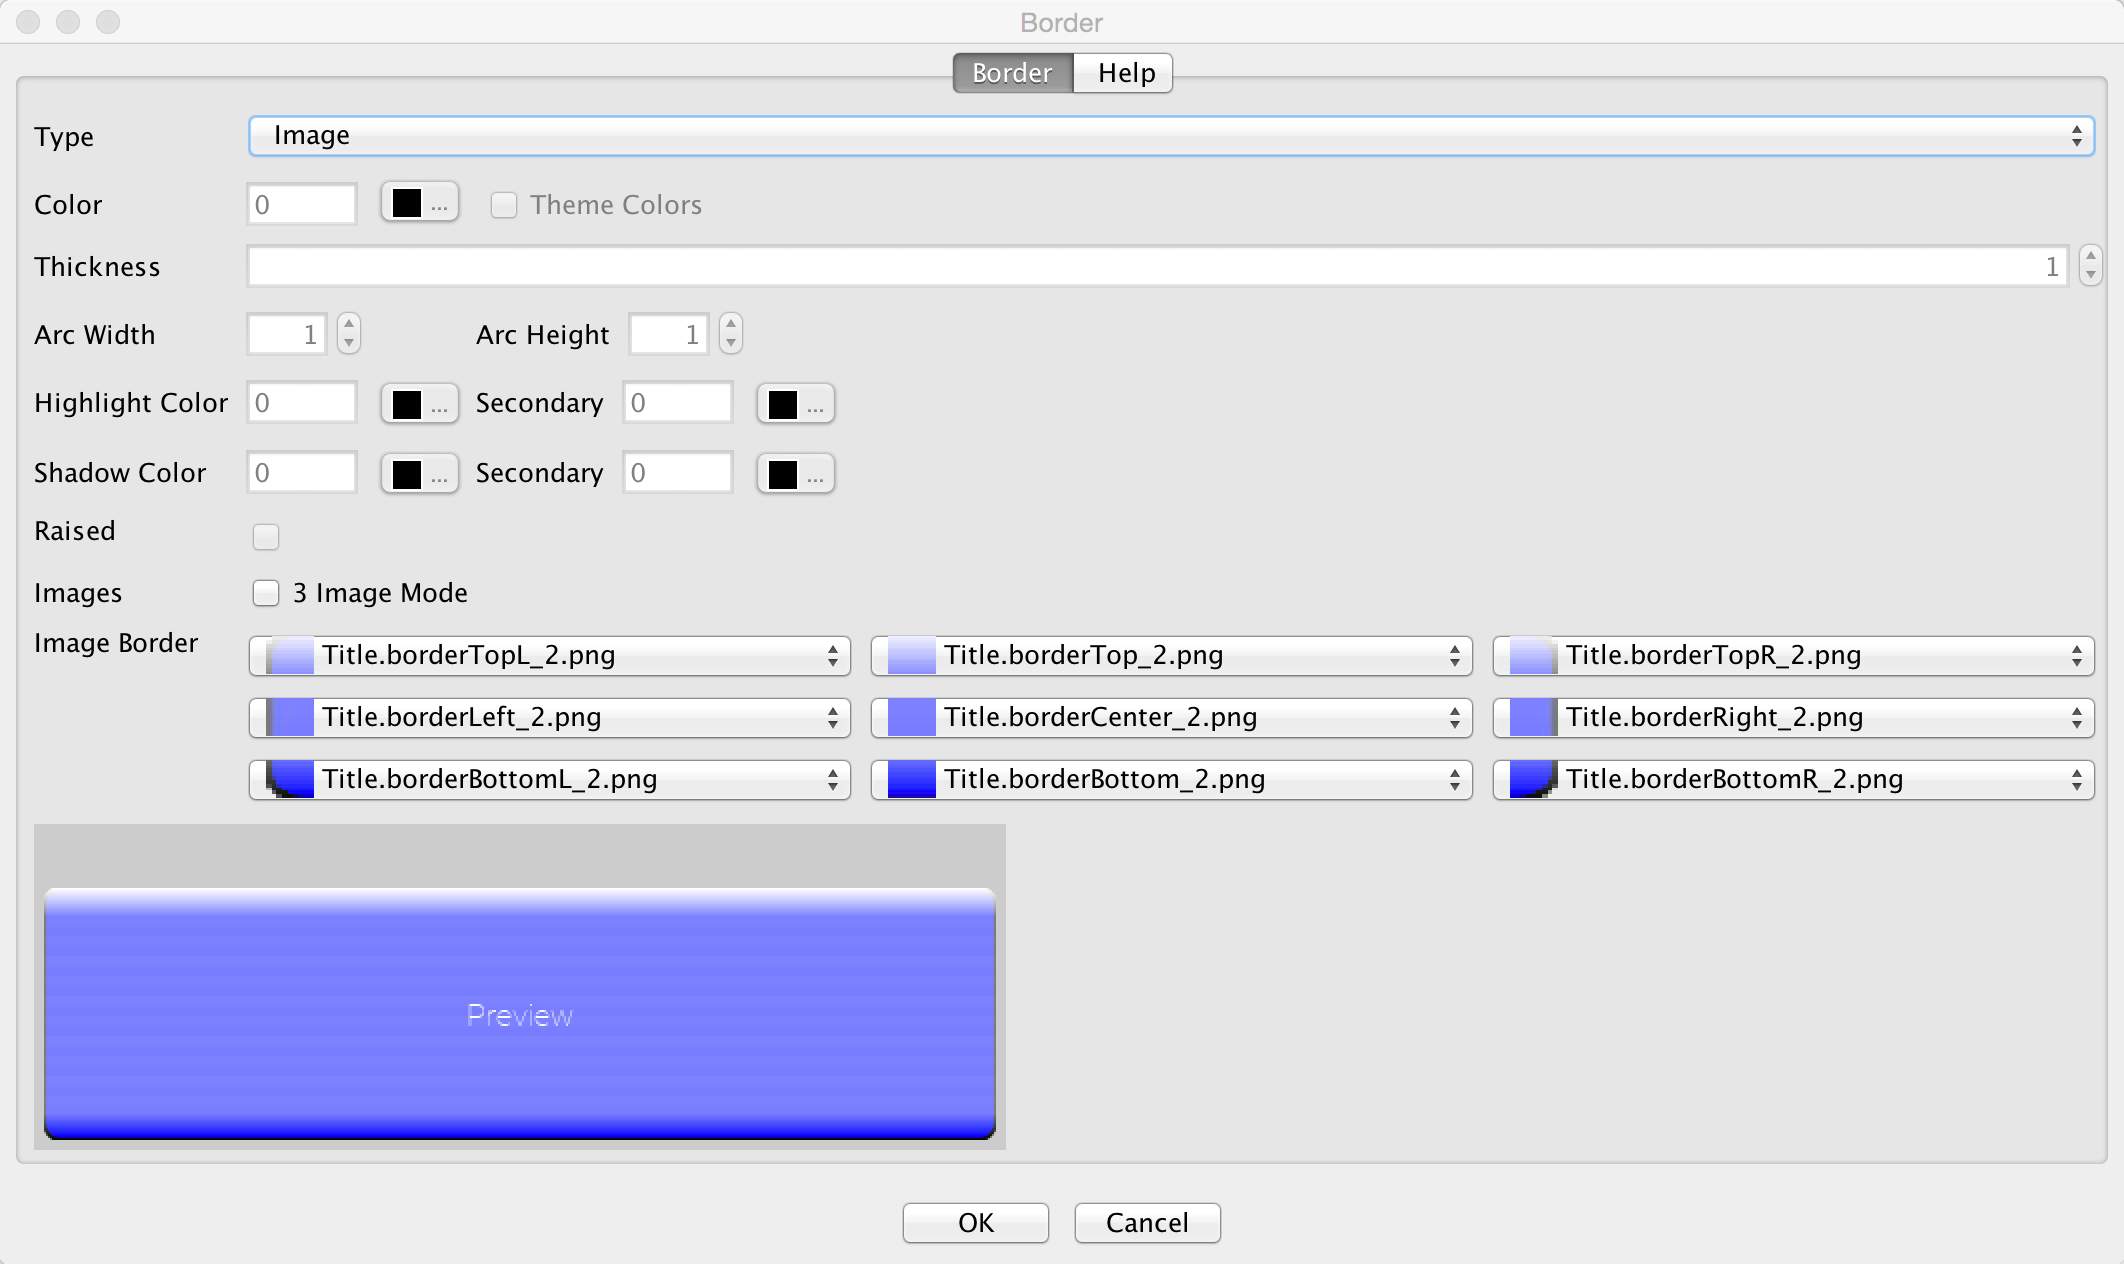 Border
Border Help
Type Image
Color 0 ... Theme Colors
Thickness 1
Arc Width 1 Arc Height 1
Highlight Color 0 ... Secondary 0 ...
Shadow Color 0 ... Secondary 0 ...
Raised
Images 3 Image Mode
Image Border Title.borderTopL_2.png Title.borderTop_2.png Title.borderTopR_2.png
Title.borderLeft_2.png Title.borderCenter_2.png Title.borderRight_2.png
Title.borderBottomL_2.png Title.borderBottom_2.png Title.borderBottomR_2.png
Preview
OK Cancel